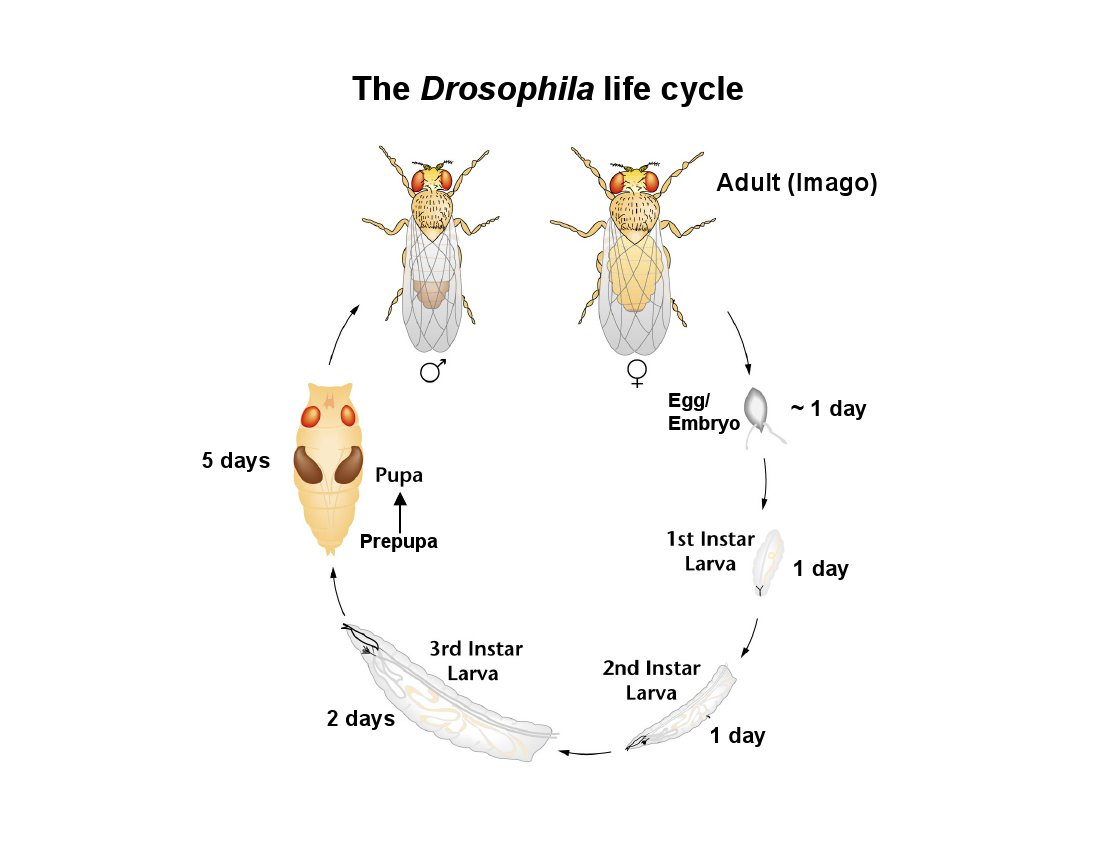 The Drosophila life cycle
Adult (Imago)
♂
♀
Egg/
Embryo
~ 1 day
1st Instar
Larva
1 day
2nd Instar
Larva
1 day
3rd Instar
Larva
2 days
Prepupa
Pupa
5 days